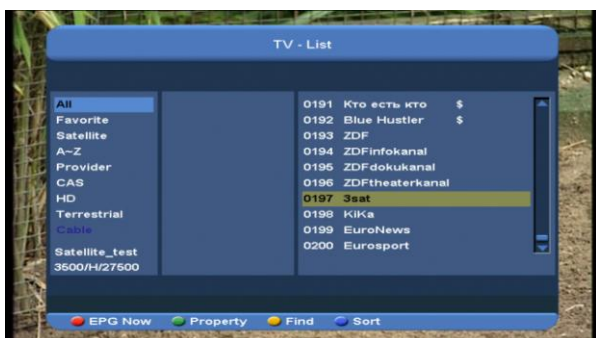 TV - List
All
Favorite
Satellite
A~Z
Provider
CAS
HD
Terrestrial
Cable
Satellite_test
3500/H/27500
0191 Кто есть кто $
0192 Blue Hustler $
0193 ZDF
0194 ZDFinfokanal
0195 ZDFdokukanal
0196 ZDFtheaterkanal
0197 3sat
0198 KiKa
0199 EuroNews
0200 Eurosport
EPG Now Property Find Sort